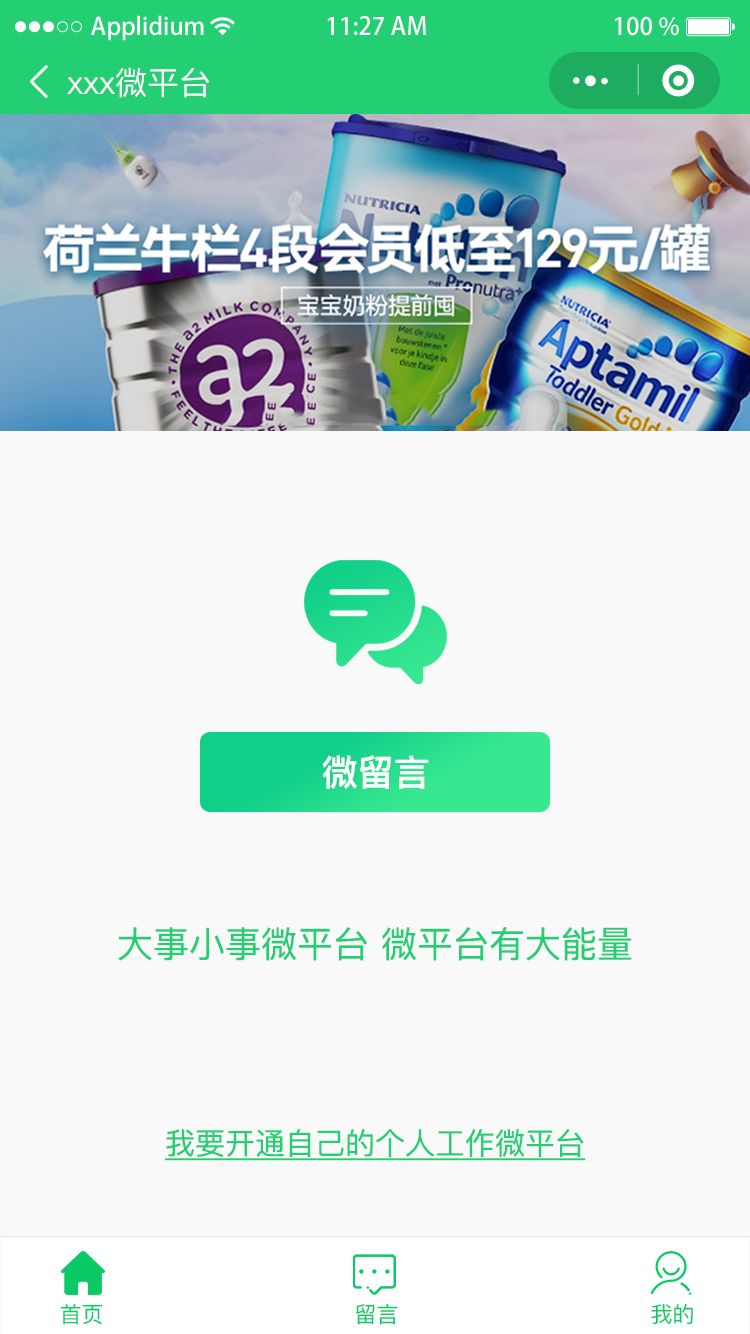 Applidium 11:27 AM 100 %
xxx微平台
荷兰牛栏4段会员低至129元/罐
宝宝奶粉提前囤
NUTRICIA
Pronutra+
Met de juiste
bouwstenen
voor je kindje in
deze fase
THE a2 MILK COMPANY
a2
NUTRICIA
Aptamil
Toddler Gold+
微留言
大事小事微平台 微平台有大能量
我要开通自己的个人工作微平台
首页 留言 我的